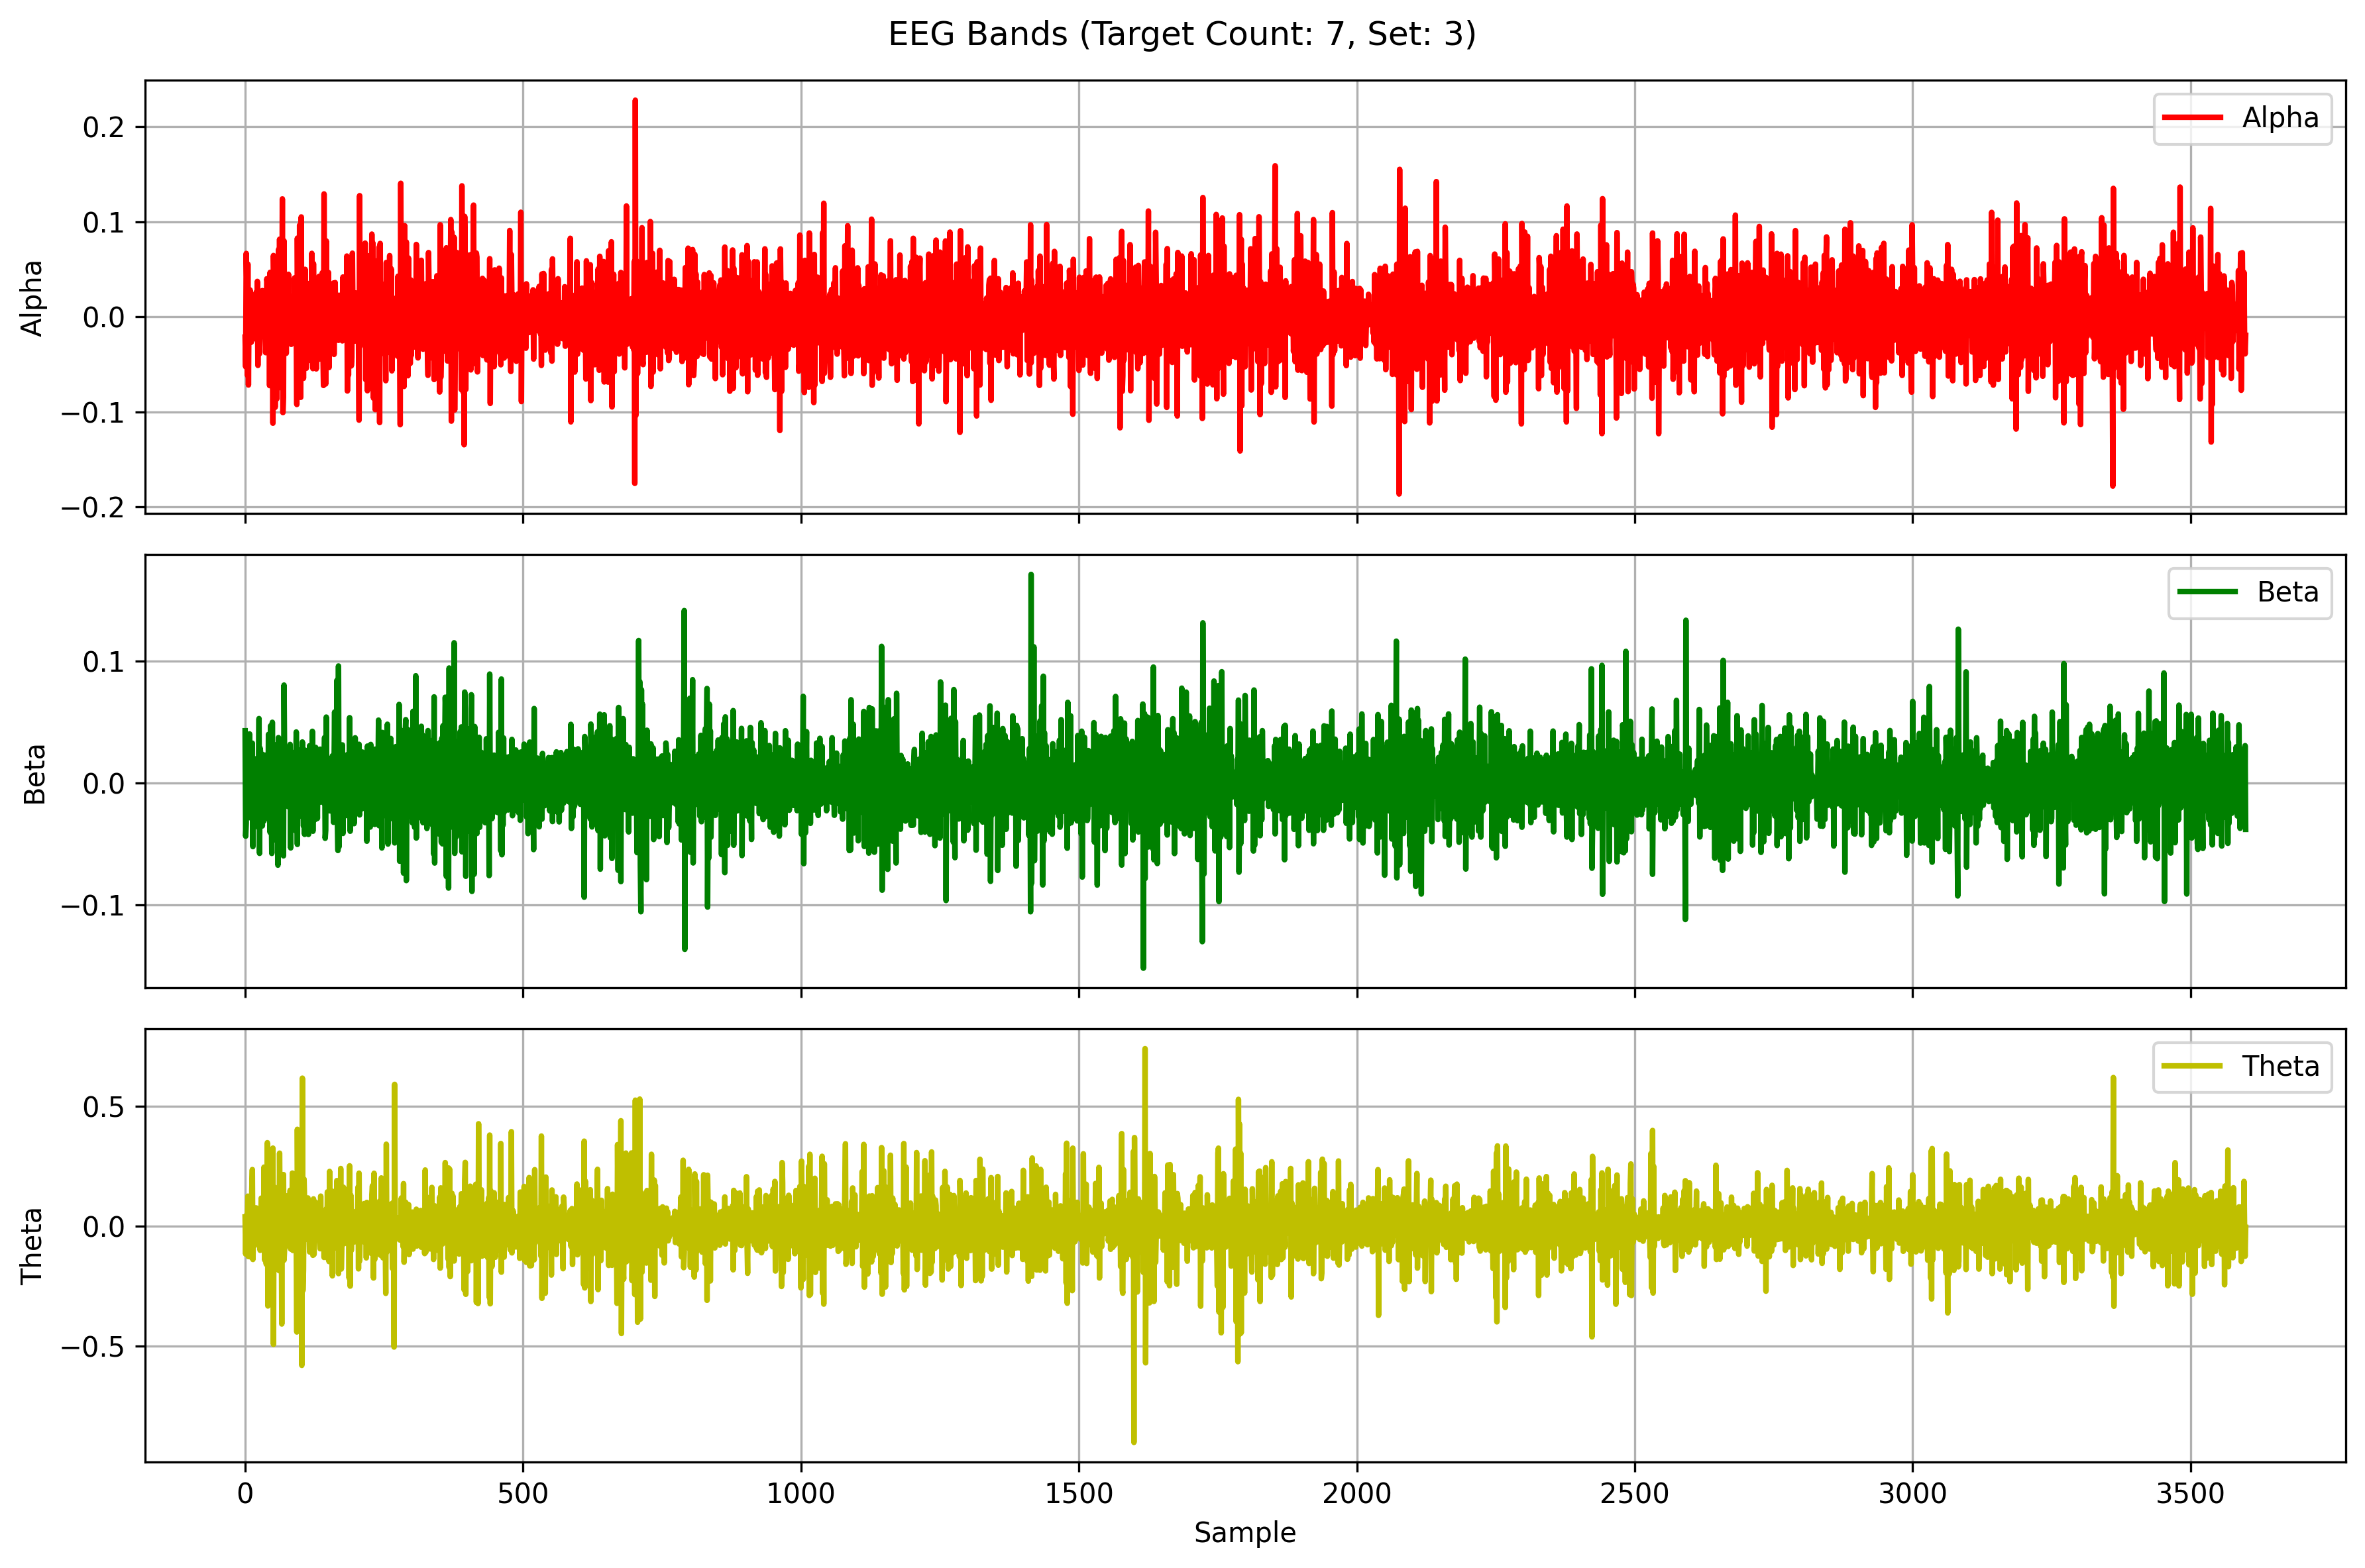 EEG Bands (Target Count: 7, Set: 3)
0.2
0.1
0.0
−0.1
−0.2
Alpha
Alpha
0.1
0.0
−0.1
Beta
Beta
0.5
0.0
−0.5
Theta
Theta
0 500 1000 1500 2000 2500 3000 3500
Sample